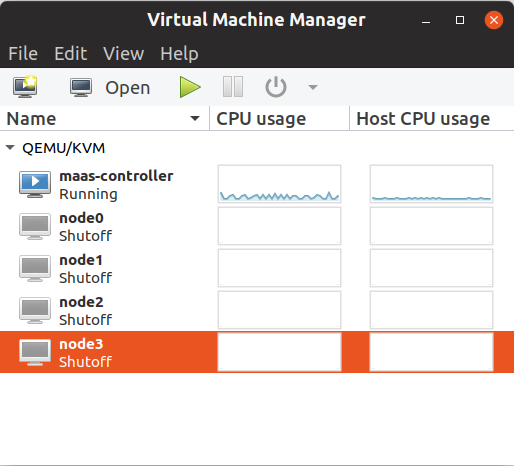 Virtual Machine Manager
File Edit View Help
Open
Name CPU usage Host CPU usage
QEMU/KVM
maas-controller
Running
node0
Shutoff
node1
Shutoff
node2
Shutoff
node3
Shutoff